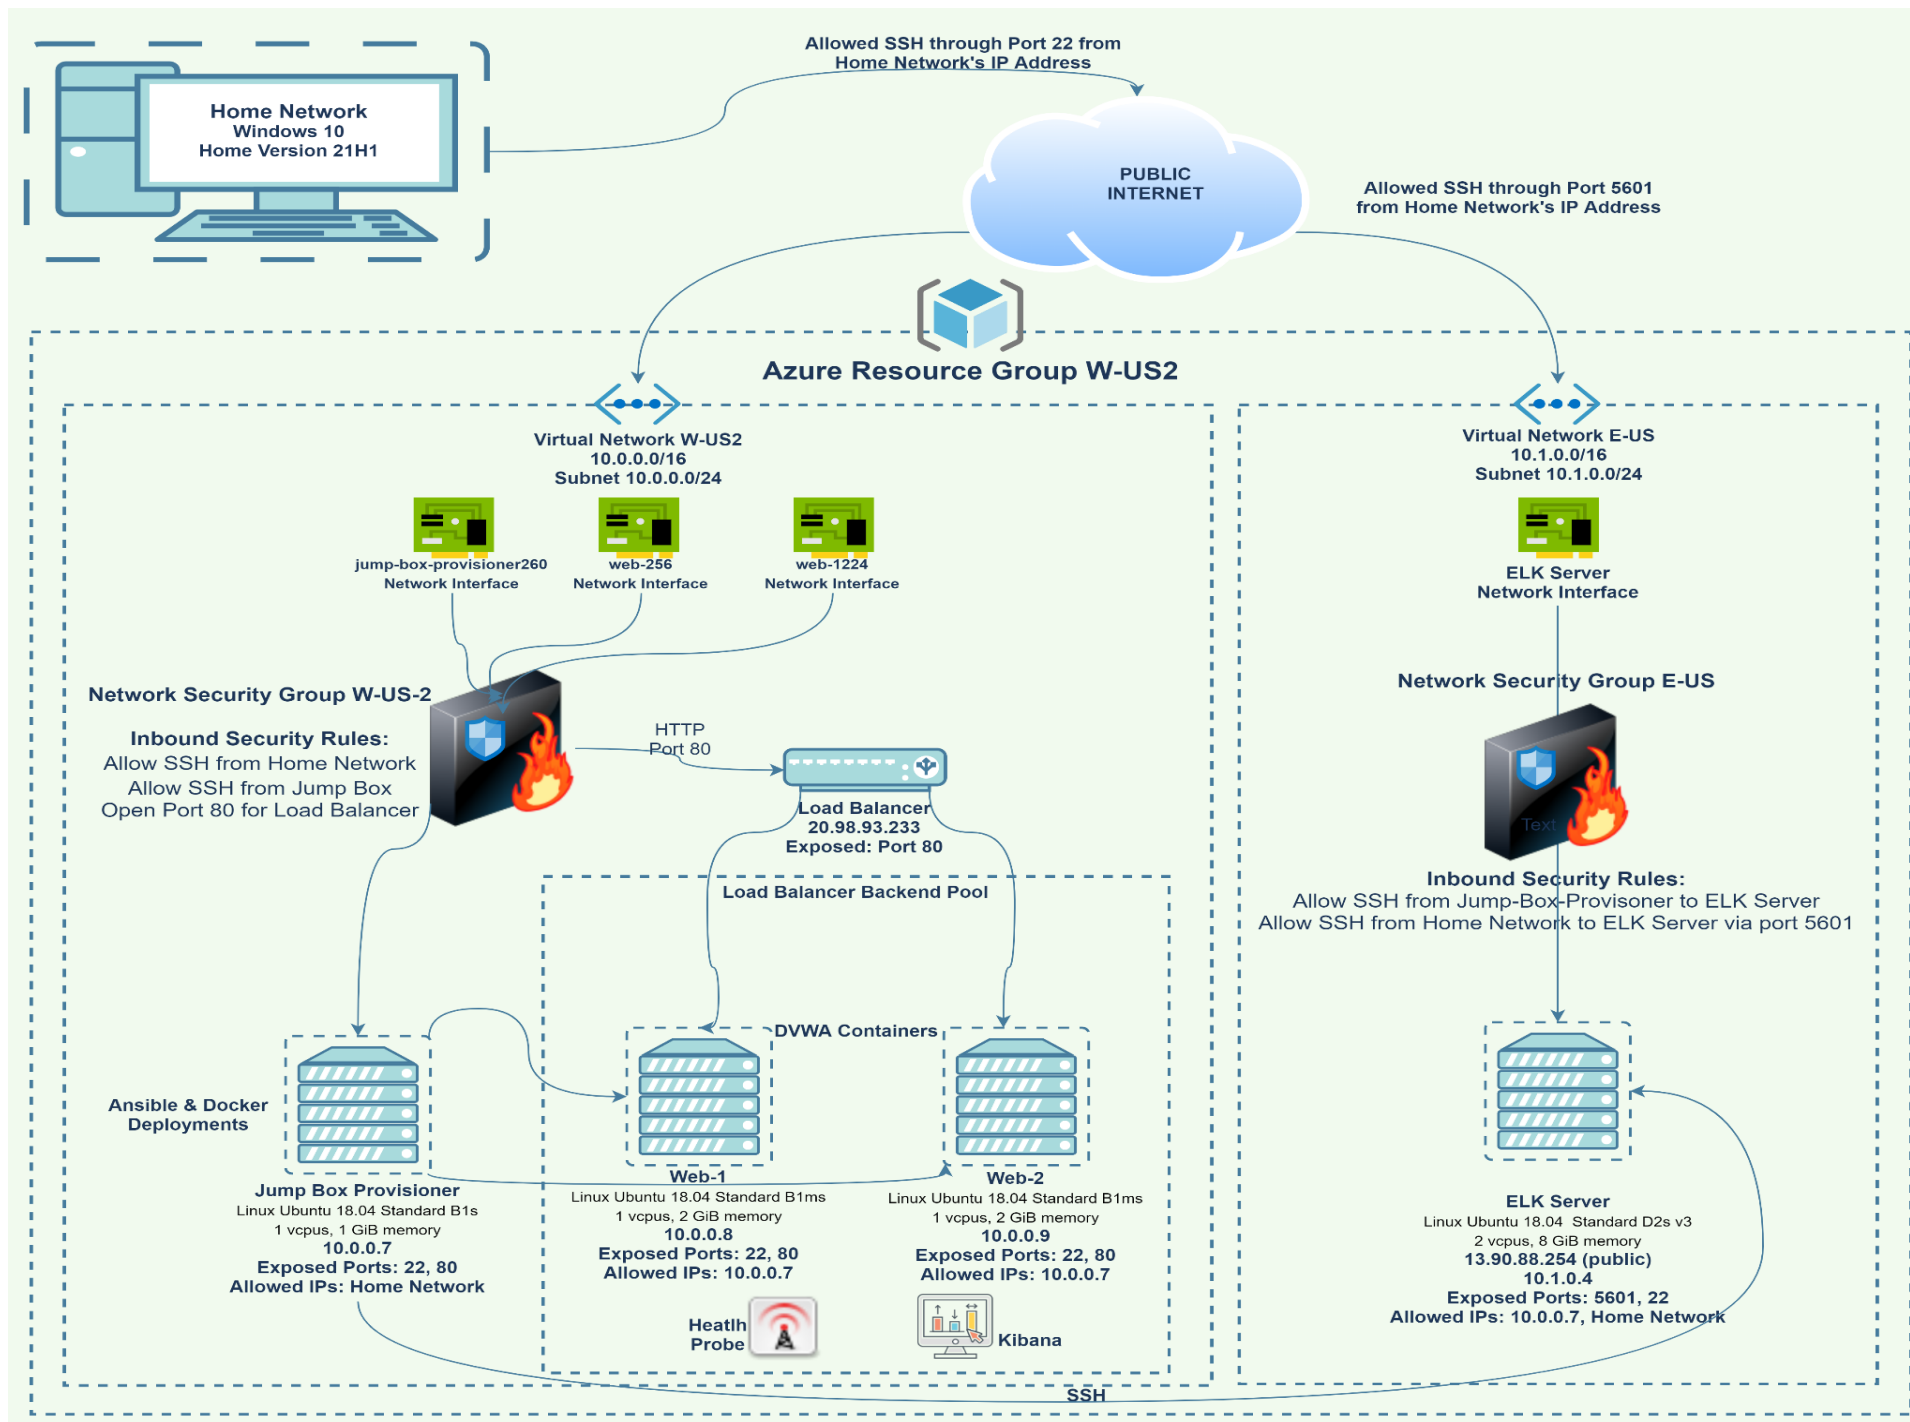 Allowed SSH through Port 22 from
Home Network's IP Address
Home Network
Windows 10
Home Version 21H1
PUBLIC
INTERNET
Allowed SSH through Port 5601
from Home Network's IP Address
Azure Resource Group W-US2
Virtual Network W-US2
10.0.0.0/16
Subnet 10.0.0.0/24
Virtual Network E-US
10.1.0.0/16
Subnet 10.1.0.0/24
jump-box-provisioner260
Network Interface
web-256
Network Interface
web-1224
Network Interface
ELK Server
Network Interface
Network Security Group W-US-2
Inbound Security Rules:
Allow SSH from Home Network
Allow SSH from Jump Box
Open Port 80 for Load Balancer
HTTP
Port 80
Load Balancer
20.98.93.233
Exposed: Port 80
Network Security Group E-US
Text
Inbound Security Rules:
Allow SSH from Jump-Box-Provisoner to ELK Server
Allow SSH from Home Network to ELK Server via port 5601
Load Balancer Backend Pool
DVWA Containers
Ansible & Docker
Deployments
Jump Box Provisioner
Linux Ubuntu 18.04 Standard B1s
1 vcpus, 1 GiB memory
10.0.0.7
Exposed Ports: 22, 80
Allowed IPs: Home Network
Web-1
Linux Ubuntu 18.04 Standard B1ms
1 vcpus, 2 GiB memory
10.0.0.8
Exposed Ports: 22, 80
Allowed IPs: 10.0.0.7
Web-2
Linux Ubuntu 18.04 Standard B1ms
1 vcpus, 2 GiB memory
10.0.0.9
Exposed Ports: 22, 80
Allowed IPs: 10.0.0.7
ELK Server
Linux Ubuntu 18.04 Standard D2s v3
2 vcpus, 8 GiB memory
13.90.88.254 (public)
10.1.0.4
Exposed Ports: 5601, 22
Allowed IPs: 10.0.0.7, Home Network
Heatlh
Probe
Kibana
SSH